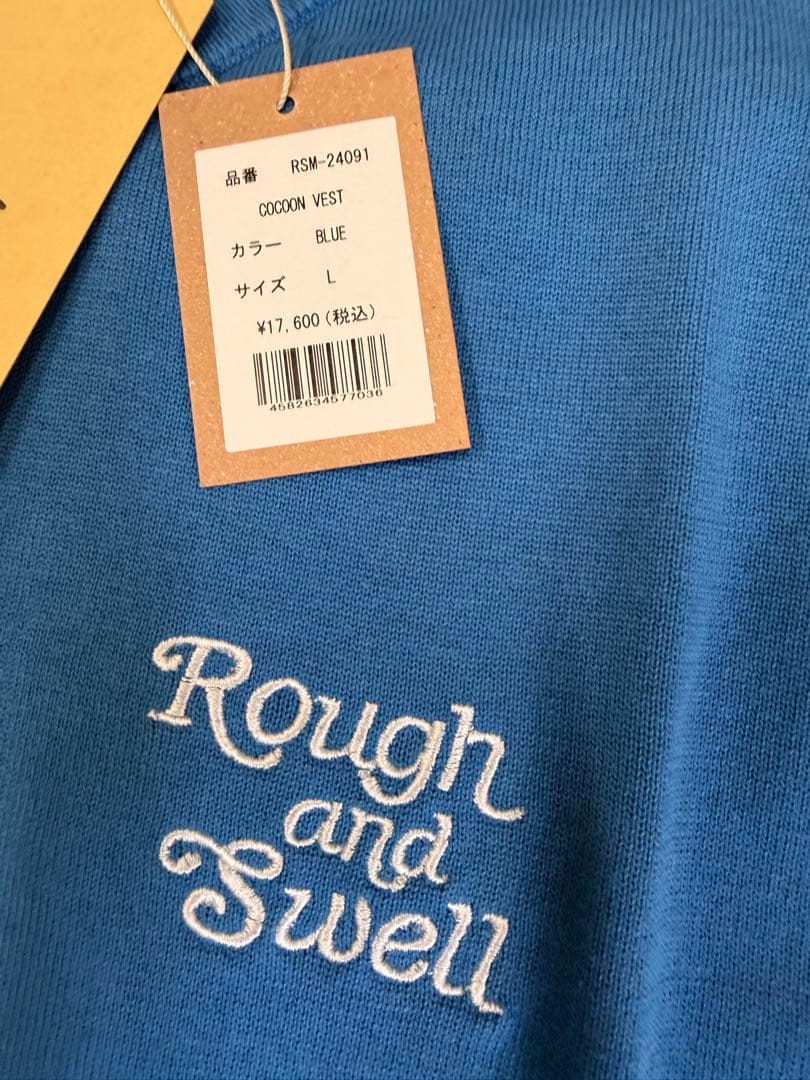 品番 RSM-24091
COCOON VEST
カラー BLUE
サイズ L
¥17,600(税込)
4582634577036
Rough
and
Swell